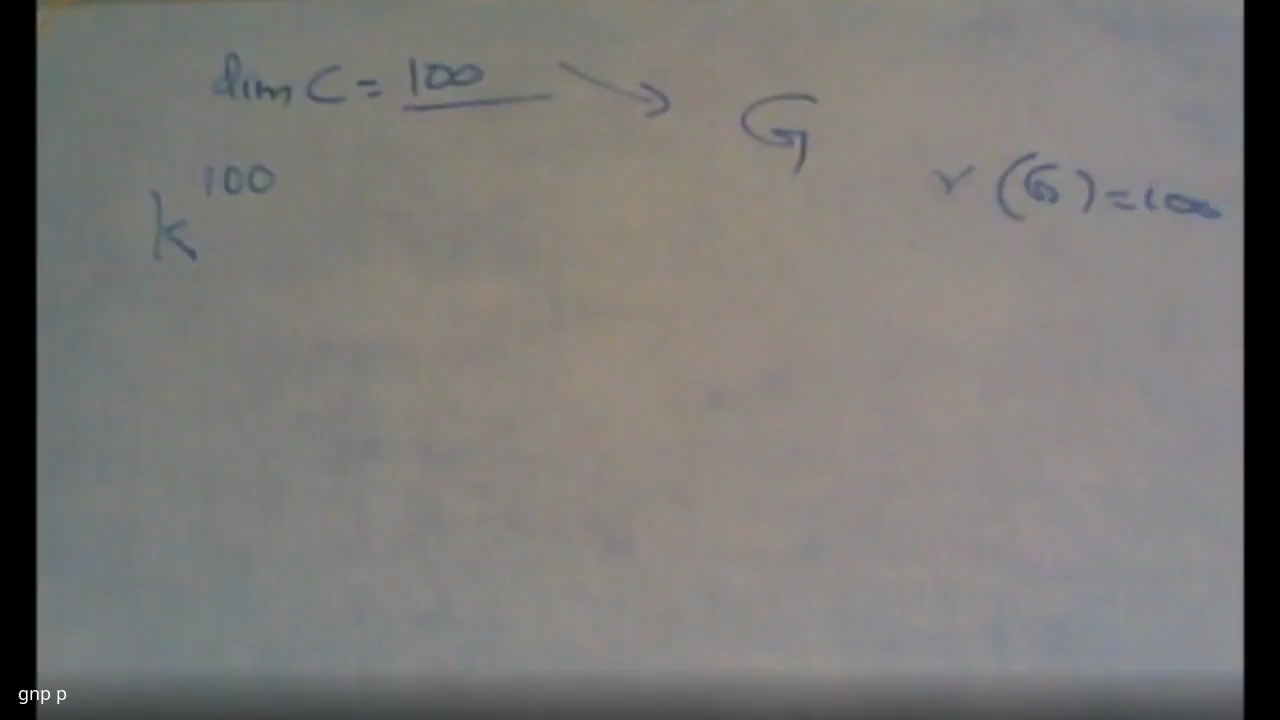 dim C = 100 → G
r (G) = 100
k^100
gnp p